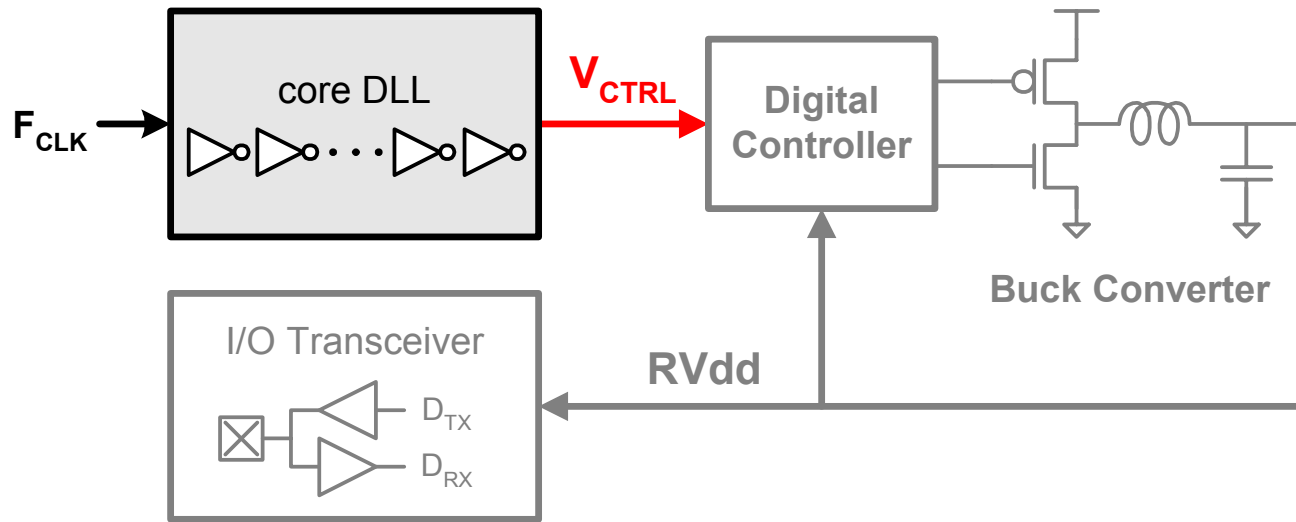 core DLL
F_CLK
V_CTRL
Digital
Controller
Buck Converter
I/O Transceiver
D_TX
D_RX
RVdd